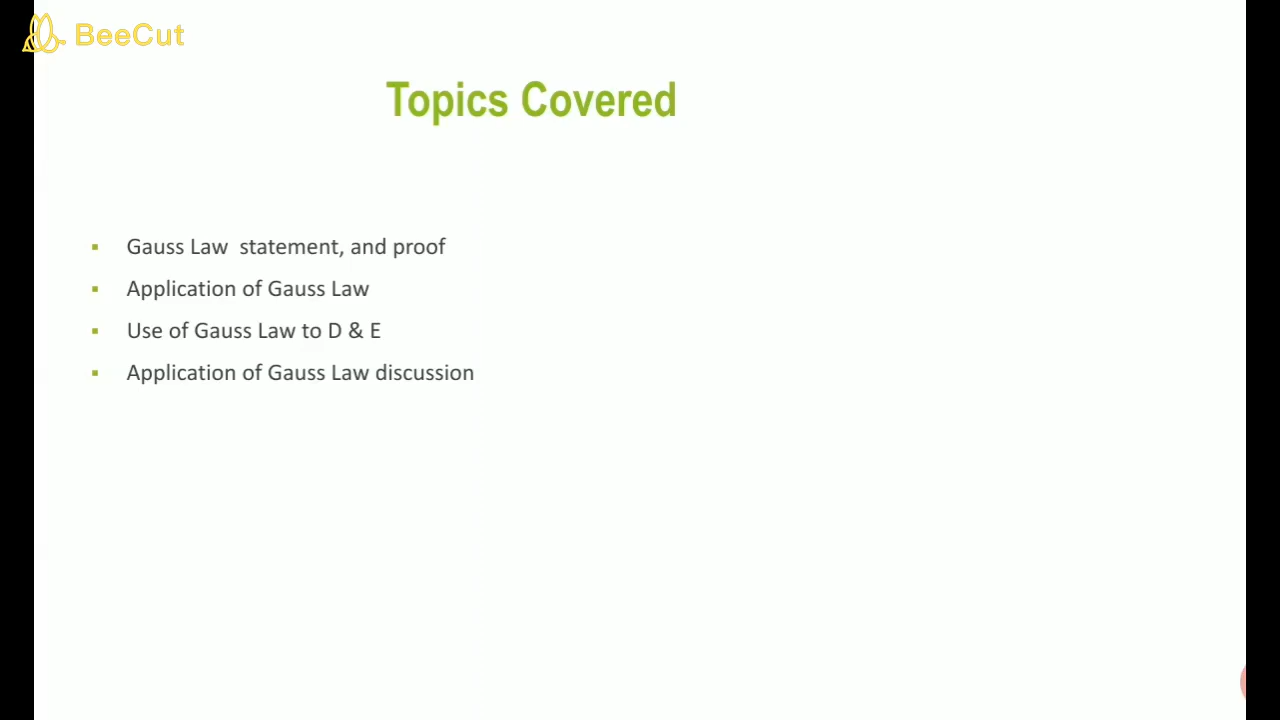 BeeCut
Topics Covered
▪ Gauss Law  statement, and proof
▪ Application of Gauss Law
▪ Use of Gauss Law to D & E
▪ Application of Gauss Law discussion